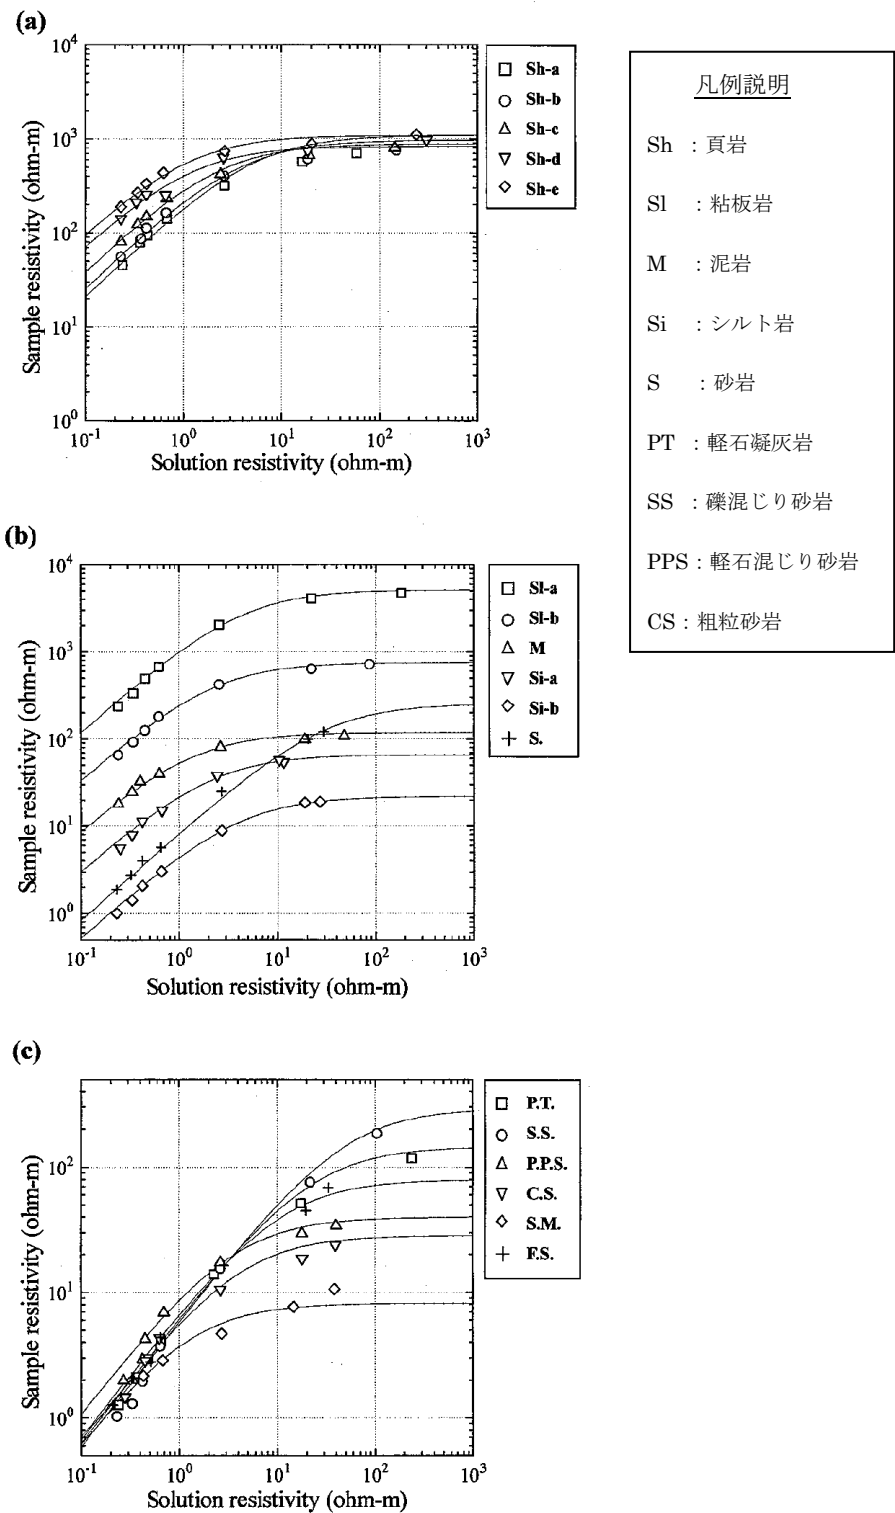 (a)
10^4
10^3
10^2
10^1
10^0
Sample resistivity (ohm-m)
10^-1 10^0 10^1 10^2 10^3
Solution resistivity (ohm-m)
Sh-a
Sh-b
Sh-c
Sh-d
Sh-e
凡例説明
Sh ：頁岩
Sl ：粘板岩
M ：泥岩
Si ：シルト岩
S ：砂岩
PT ：軽石凝灰岩
SS ：礫混じり砂岩
PPS：軽石混じり砂岩
CS：粗粒砂岩
(b)
10^4
10^3
10^2
10^1
10^0
Sample resistivity (ohm-m)
10^-1 10^0 10^1 10^2 10^3
Solution resistivity (ohm-m)
Sl-a
Sl-b
M
Si-a
Si-b
S.
(c)
10^2
10^1
10^0
Sample resistivity (ohm-m)
10^-1 10^0 10^1 10^2 10^3
Solution resistivity (ohm-m)
P.T.
S.S.
P.P.S.
C.S.
S.M.
F.S.